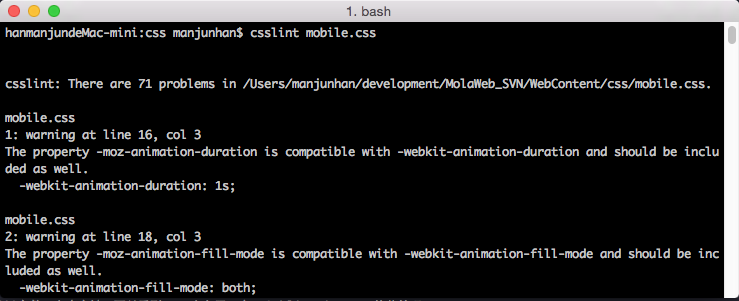 1. bash
hanmanjundeMac-mini:css manjunhan$ csslint mobile.css
csslint: There are 71 problems in /Users/manjunhan/development/MolaWeb_SVN/WebContent/css/mobile.css.
mobile.css
1: warning at line 16, col 3
The property -moz-animation-duration is compatible with -webkit-animation-duration and should be inclu
ded as well.
-webkit-animation-duration: 1s;
mobile.css
2: warning at line 18, col 3
The property -moz-animation-fill-mode is compatible with -webkit-animation-fill-mode and should be inc
luded as well.
-webkit-animation-fill-mode: both;